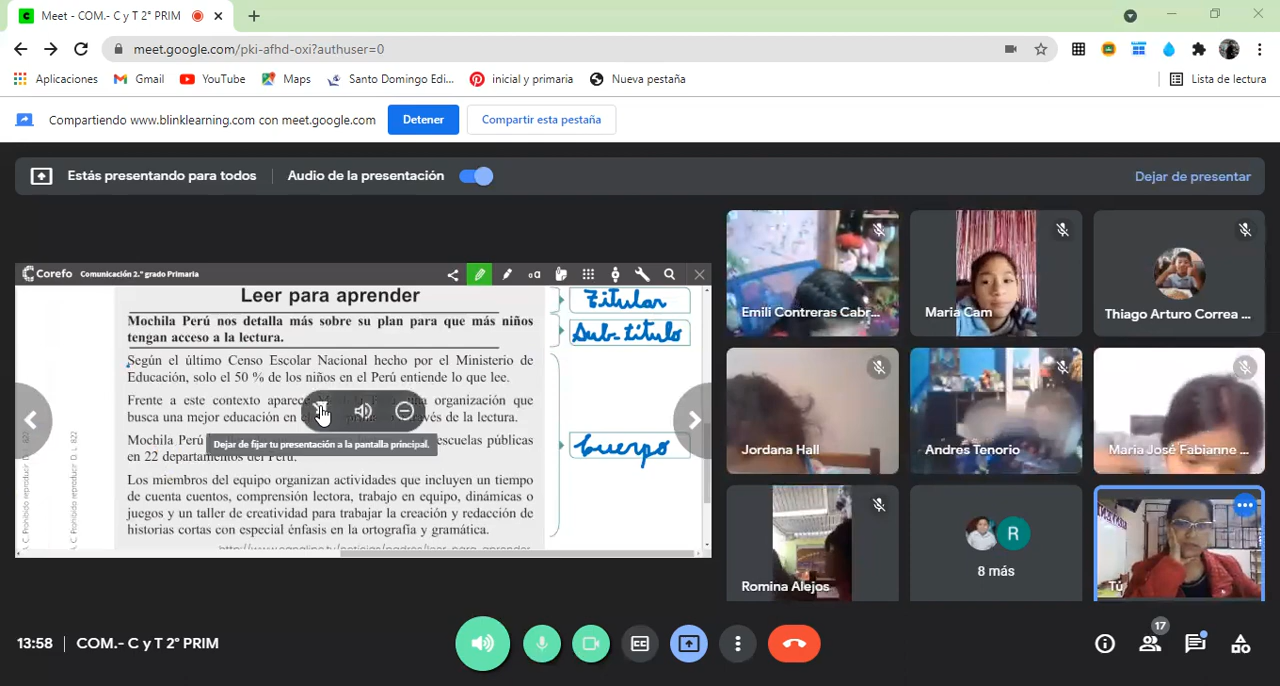 Meet - COM.- C y T 2° PRIM
meet.google.com/pki-afhd-oxi?authuser=0
Aplicaciones Gmail YouTube Maps Santo Domingo Edi... inicial y primaria Nueva pestaña Lista de lectura
Compartiendo www.blinklearning.com con meet.google.com Detener Compartir esta pestaña
Estás presentando para todos Audio de la presentación Dejar de presentar
Corefo Comunicación 2.° grado Primaria
Leer para aprender
Titular
Mochila Perú nos detalla más sobre su plan para que más niños
tengan acceso a la lectura.
Sub-titulo
Según el último Censo Escolar Nacional hecho por el Ministerio de
Educación, solo el 50 % de los niños en el Perú entiende lo que lee.
Frente a este contexto aparece una organización que
busca una mejor educación en el través de la lectura.
Dejar de fijar tu presentación a la pantalla principal.
Mochila Perú escuelas públicas
en 22 departamentos del Perú.
Cuerpo
Los miembros del equipo organizan actividades que incluyen un tiempo
de cuenta cuentos, comprensión lectora, trabajo en equipo, dinámicas o
juegos y un taller de creatividad para trabajar la creación y redacción de
historias cortas con especial énfasis en la ortografía y gramática.
Prohibido reproducir D. L. 822
Prohibido reproducir D. L. 822
Emili Contreras Cabr...
Maria Cam
Thiago Arturo Correa ...
Jordana Hall
Andres Tenorio
Maria José Fabianne ...
Romina Alejos
R
8 más
Tú
13:58 COM.- C y T 2° PRIM
17